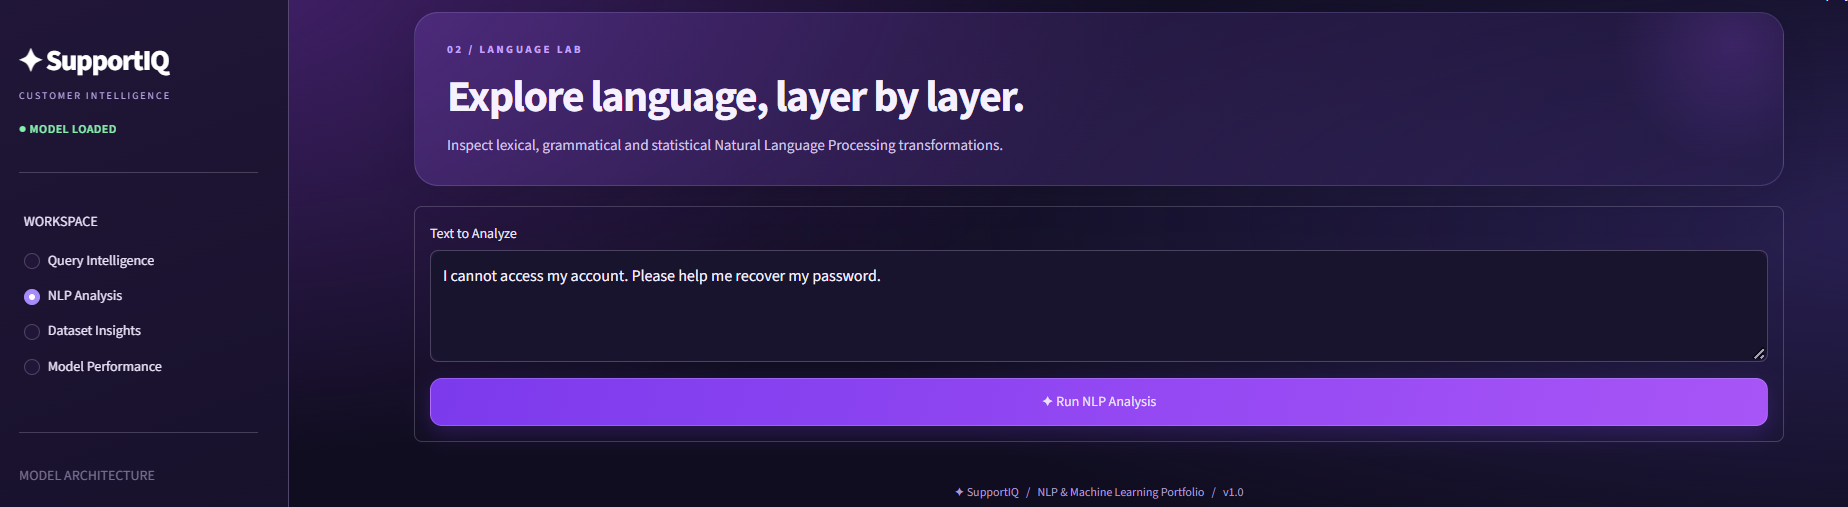 ✦ SupportIQ
CUSTOMER INTELLIGENCE
● MODEL LOADED
WORKSPACE
Query Intelligence
NLP Analysis
Dataset Insights
Model Performance
MODEL ARCHITECTURE
02 / LANGUAGE LAB
Explore language, layer by layer.
Inspect lexical, grammatical and statistical Natural Language Processing transformations.
Text to Analyze
I cannot access my account. Please help me recover my password.
✦ Run NLP Analysis
✦ SupportIQ / NLP & Machine Learning Portfolio / v1.0